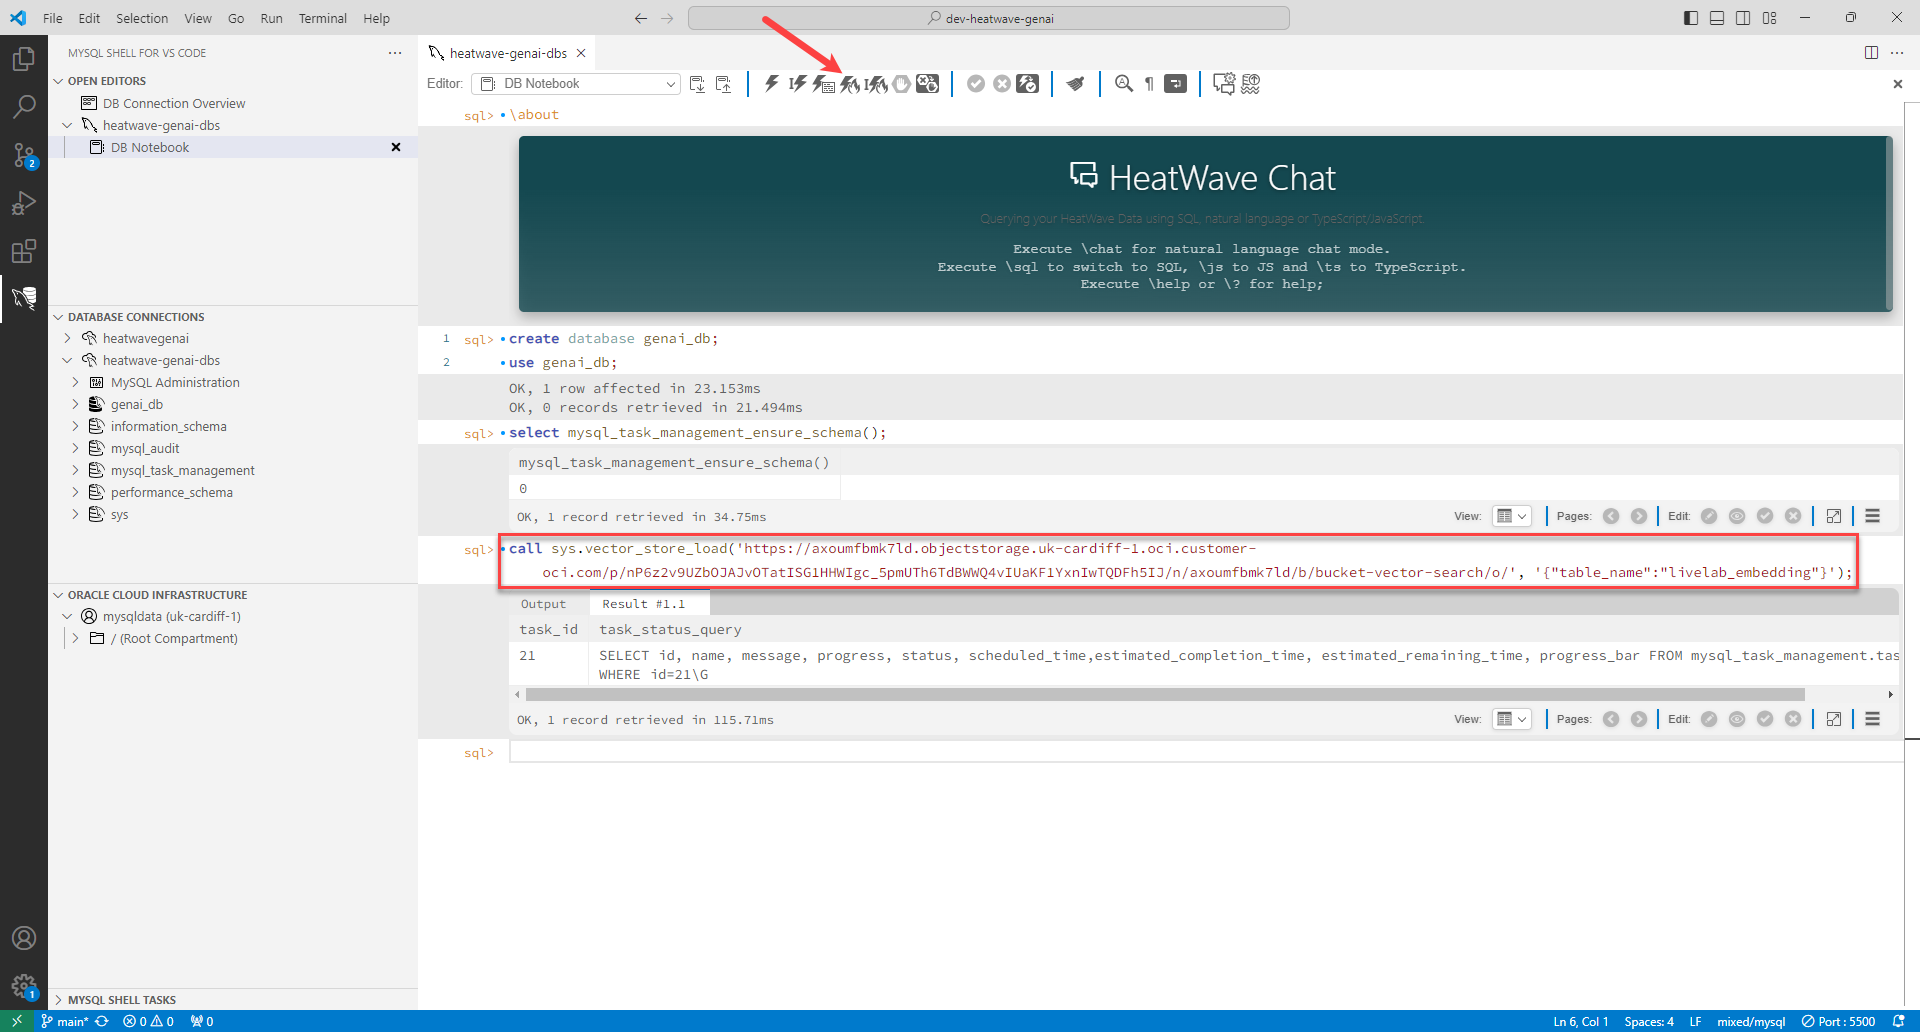 File Edit Selection View Go Run Terminal Help
dev-heatwave-genai
MYSQL SHELL FOR VS CODE
OPEN EDITORS
DB Connection Overview
heatwave-genai-dbs
DB Notebook
DATABASE CONNECTIONS
heatwavegenai
heatwave-genai-dbs
MySQL Administration
genai_db
information_schema
mysql_audit
mysql_task_management
performance_schema
sys
ORACLE CLOUD INFRASTRUCTURE
mysqldata (uk-cardiff-1)
/ (Root Compartment)
MYSQL SHELL TASKS
2
1
heatwave-genai-dbs
Editor: DB Notebook
sql> \about
HeatWave Chat
Querying your HeatWave Data using SQL, natural language or TypeScript/JavaScript.
Execute \chat for natural language chat mode.
Execute \sql to switch to SQL, \js to JS and \ts to TypeScript.
Execute \help or \? for help;
1 sql> create database genai_db;
2 use genai_db;
OK, 1 row affected in 23.153ms
OK, 0 records retrieved in 21.494ms
sql> select mysql_task_management_ensure_schema();
mysql_task_management_ensure_schema()
0
OK, 1 record retrieved in 34.75ms
View: Pages: Edit:
sql> call sys.vector_store_load('https://axoumfbmk7ld.objectstorage.uk-cardiff-1.oci.customer-
oci.com/p/nP6z2v9UZbOJAJvOTatISG1HHWIgc_5pmUTh6TdBWWQ4vIUaKF1YxnIwTQDFh5IJ/n/axoumfbmk7ld/b/bucket-vector-search/o/', '{"table_name":"livelab_embedding"}');
Output Result #1.1
task_id task_status_query
21 SELECT id, name, message, progress, status, scheduled_time,estimated_completion_time, estimated_remaining_time, progress_bar FROM mysql_task_management.tas
WHERE id=21\G
OK, 1 record retrieved in 115.71ms
View: Pages: Edit:
sql>
main* 0 0 0
Ln 6, Col 1 Spaces: 4 LF mixed/mysql Port : 5500